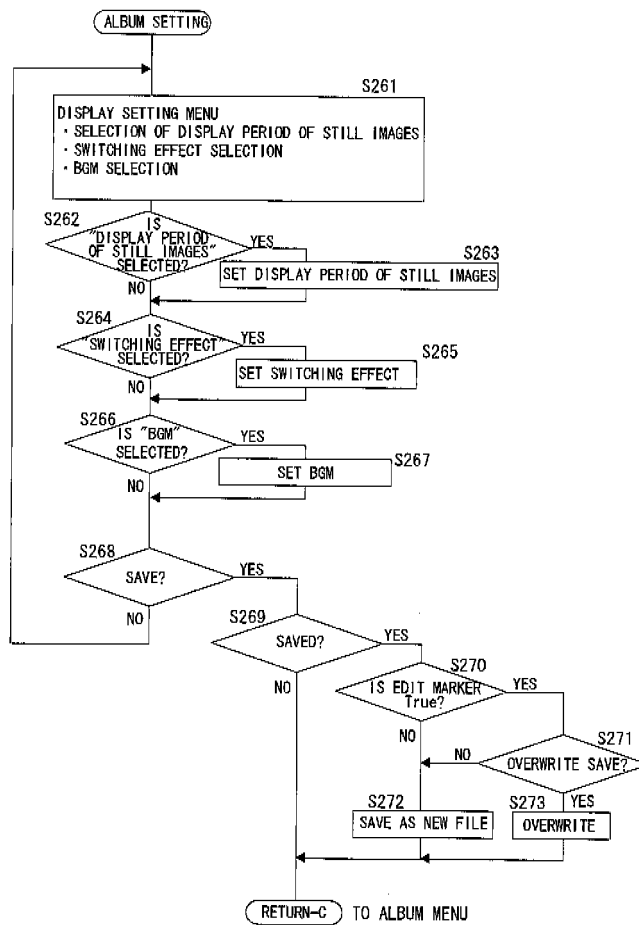 ALBUM SETTING
S261
DISPLAY SETTING MENU
・SELECTION OF DISPLAY PERIOD OF STILL IMAGES
・SWITCHING EFFECT SELECTION
・BGM SELECTION
S262
IS
"DISPLAY PERIOD
OF STILL IMAGES"
SELECTED?
YES
NO
S263
SET DISPLAY PERIOD OF STILL IMAGES
S264
IS
"SWITCHING EFFECT"
SELECTED?
YES
NO
S265
SET SWITCHING EFFECT
S266
IS "BGM"
SELECTED?
YES
NO
S267
SET BGM
S268
SAVE?
YES
NO
S269
SAVED?
YES
NO
S270
IS EDIT MARKER
True?
YES
NO
S271
OVERWRITE SAVE?
NO
YES
S272
SAVE AS NEW FILE
S273
OVERWRITE
RETURN-C
TO ALBUM MENU